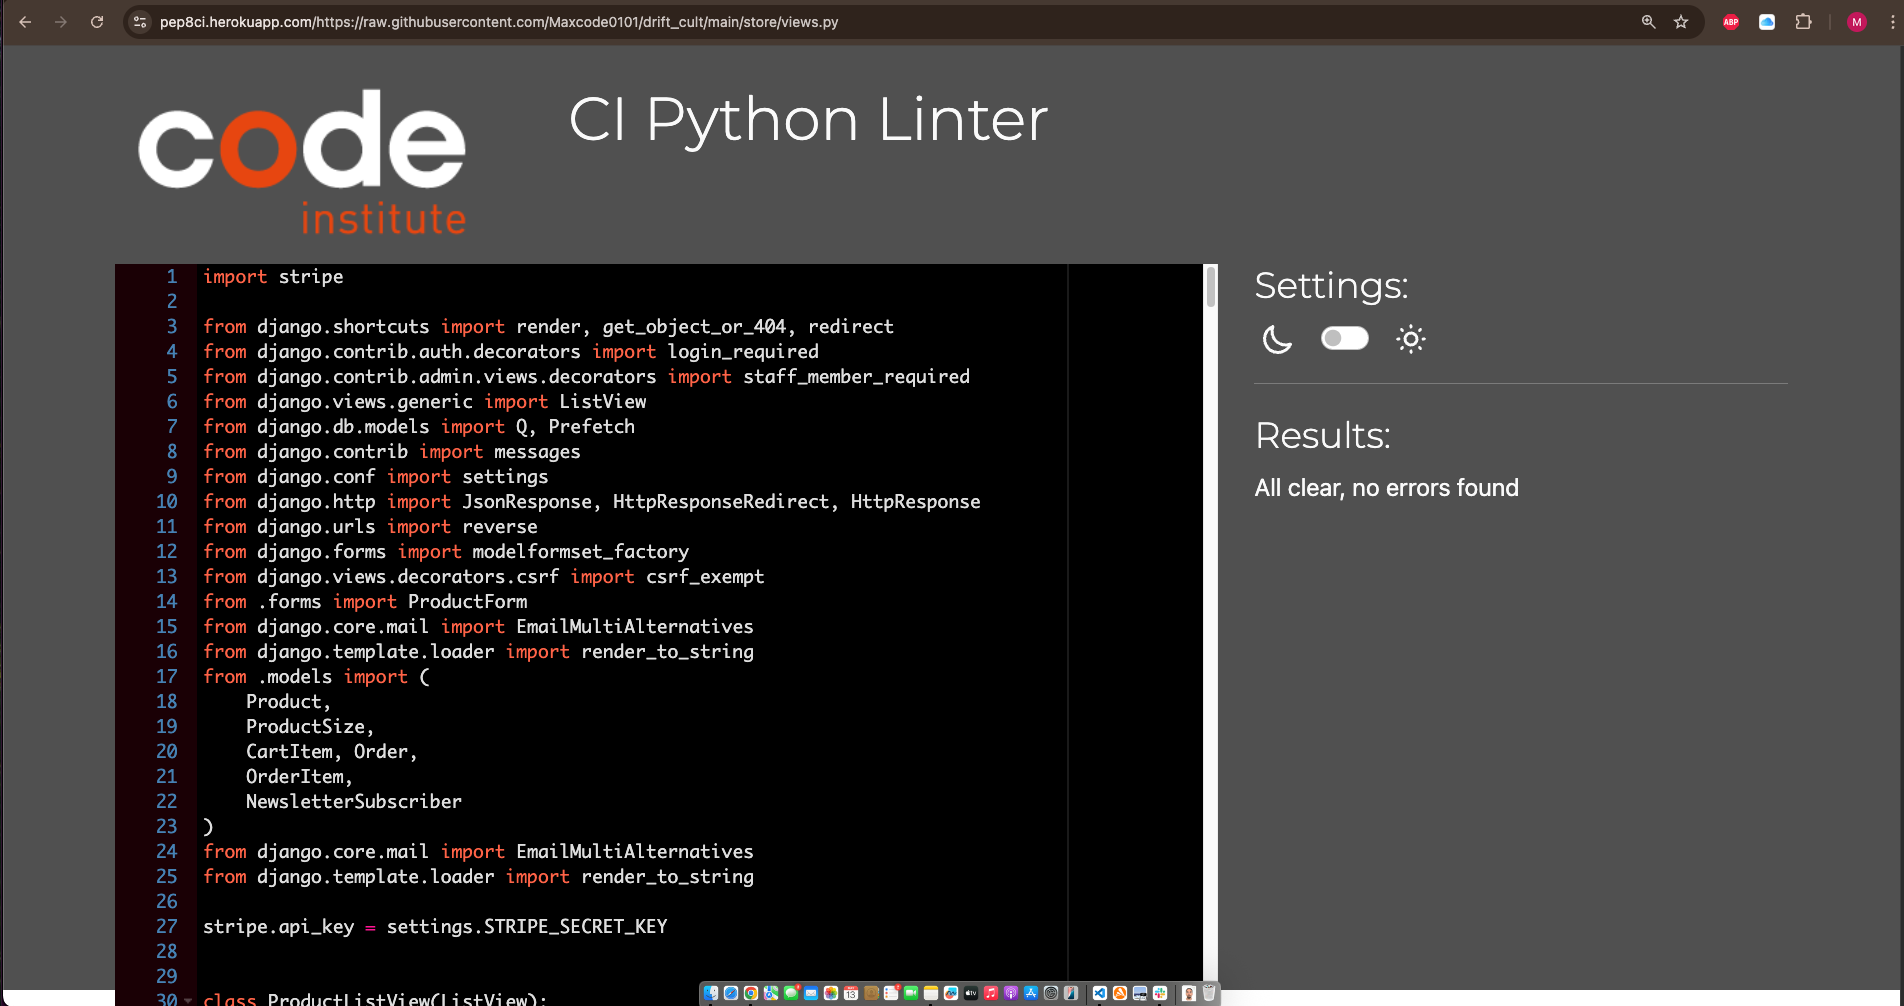 pep8ci.herokuapp.com/https://raw.githubusercontent.com/Maxcode0101/drift_cult/main/store/views.py
ABP
M
code
institute
CI Python Linter
1 import stripe
2
3 from django.shortcuts import render, get_object_or_404, redirect
4 from django.contrib.auth.decorators import login_required
5 from django.contrib.admin.views.decorators import staff_member_required
6 from django.views.generic import ListView
7 from django.db.models import Q, Prefetch
8 from django.contrib import messages
9 from django.conf import settings
10 from django.http import JsonResponse, HttpResponseRedirect, HttpResponse
11 from django.urls import reverse
12 from django.forms import modelformset_factory
13 from django.views.decorators.csrf import csrf_exempt
14 from .forms import ProductForm
15 from django.core.mail import EmailMultiAlternatives
16 from django.template.loader import render_to_string
17 from .models import (
18     Product,
19     ProductSize,
20     CartItem, Order,
21     OrderItem,
22     NewsletterSubscriber
23 )
24 from django.core.mail import EmailMultiAlternatives
25 from django.template.loader import render_to_string
26
27 stripe.api_key = settings.STRIPE_SECRET_KEY
28
29
30 class ProductListView(ListView):
Settings:
Results:
All clear, no errors found